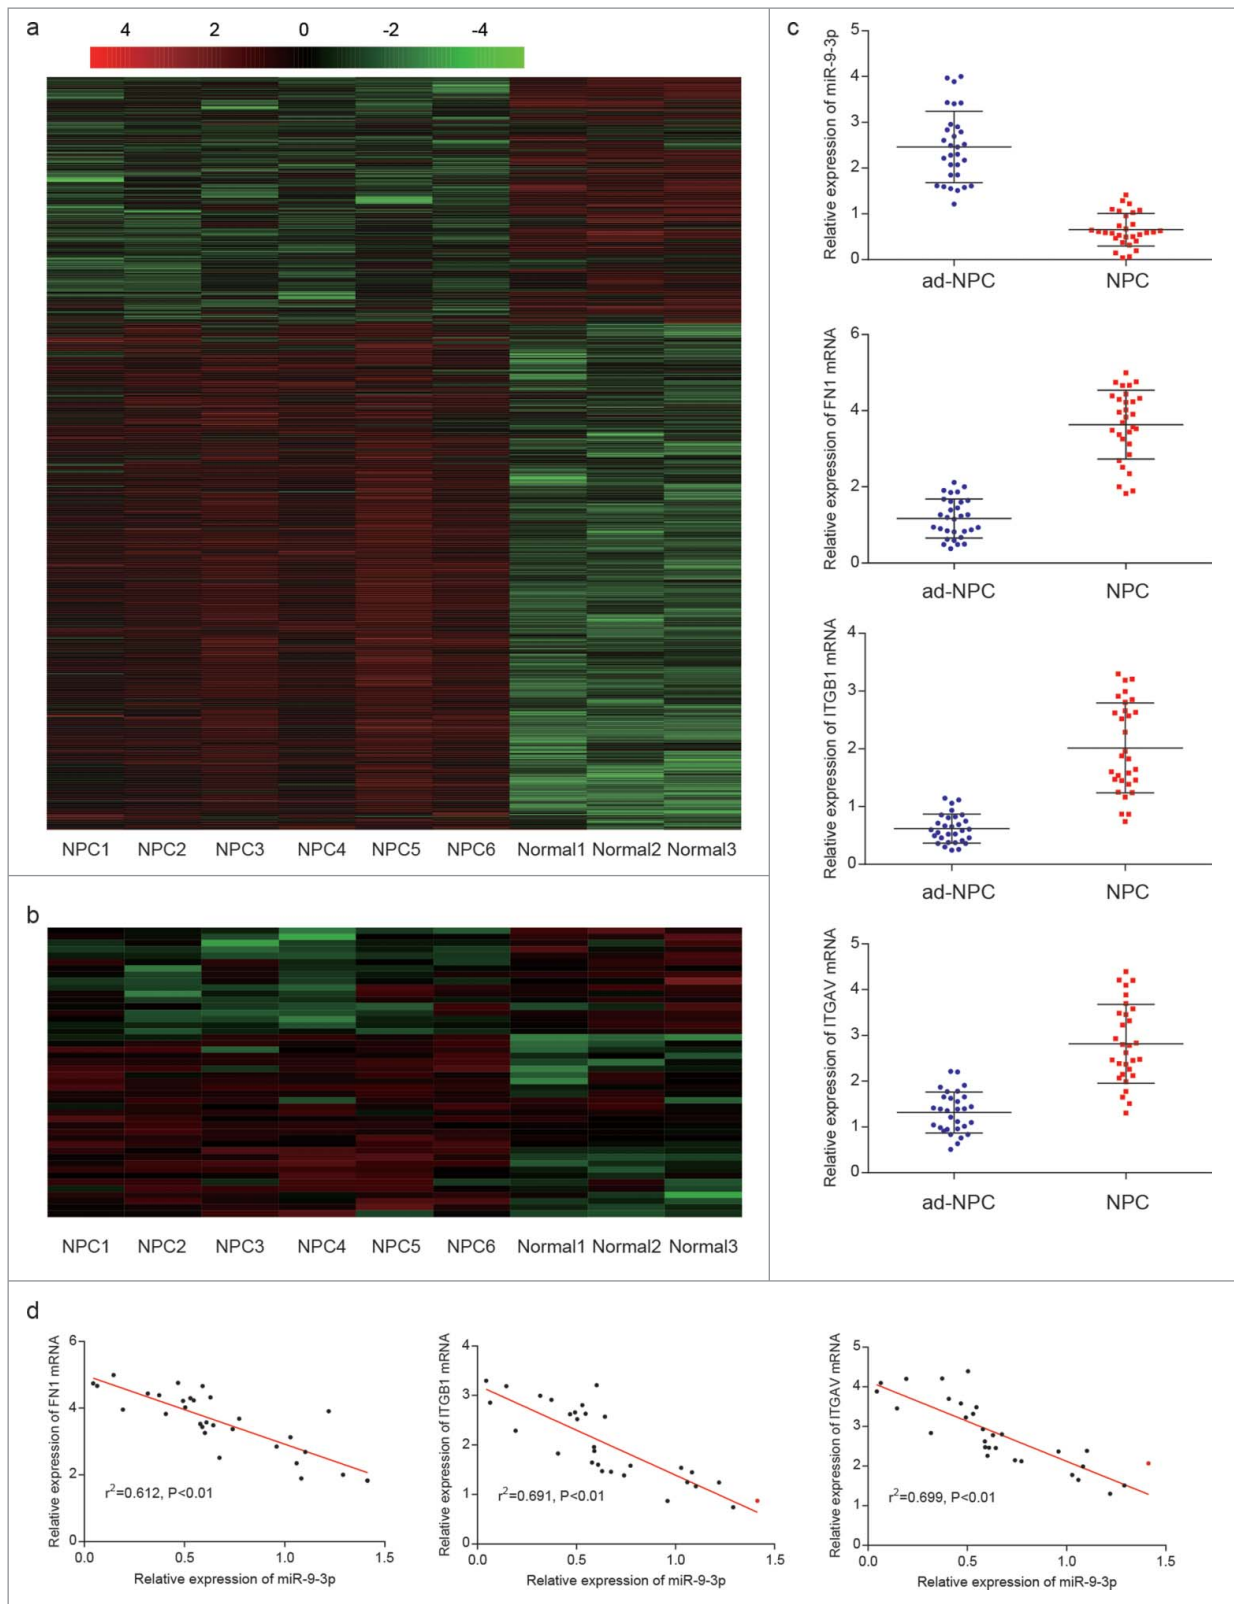 a
4 2 0 -2 -4
NPC1 NPC2 NPC3 NPC4 NPC5 NPC6 Normal1 Normal2 Normal3
b
NPC1 NPC2 NPC3 NPC4 NPC5 NPC6 Normal1 Normal2 Normal3
c
Relative expression of miR-9-3p
5
4
3
2
1
0
ad-NPC NPC
Relative expression of FN1 mRNA
6
4
2
0
ad-NPC NPC
Relative expression of ITGB1 mRNA
4
3
2
1
0
ad-NPC NPC
Relative expression of ITGAV mRNA
5
4
3
2
1
0
ad-NPC NPC
d
Relative expression of FN1 mRNA
6
4
2
0
r2=0.612, P<0.01
0.0 0.5 1.0 1.5
Relative expression of miR-9-3p
Relative expression of ITGB1 mRNA
4
3
2
1
0
r2=0.691, P<0.01
0.0 0.5 1.0 1.5
Relative expression of miR-9-3p
Relative expression of ITGAV mRNA
5
4
3
2
1
0
r2=0.699, P<0.01
0.0 0.5 1.0 1.5
Relative expression of miR-9-3p